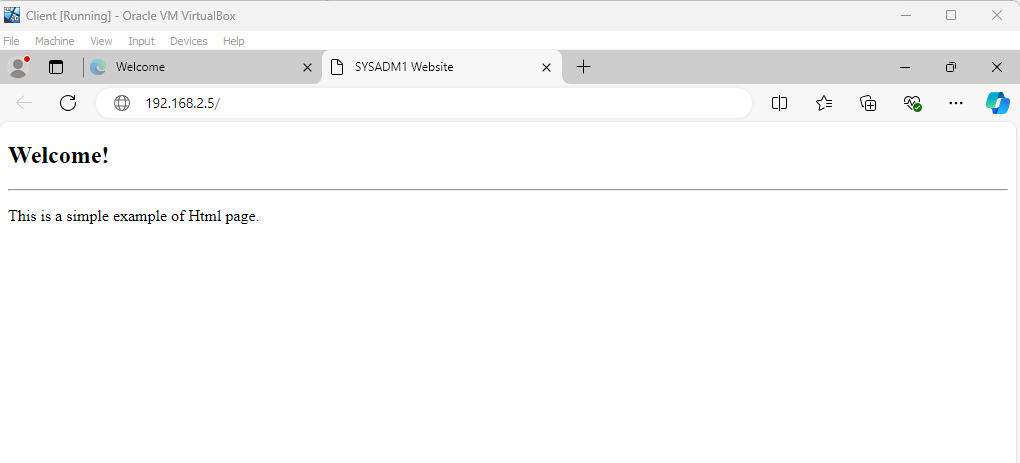 Client [Running] - Oracle VM VirtualBox
File Machine View Input Devices Help
Welcome SYSADM1 Website
192.168.2.5/
Welcome!
This is a simple example of Html page.